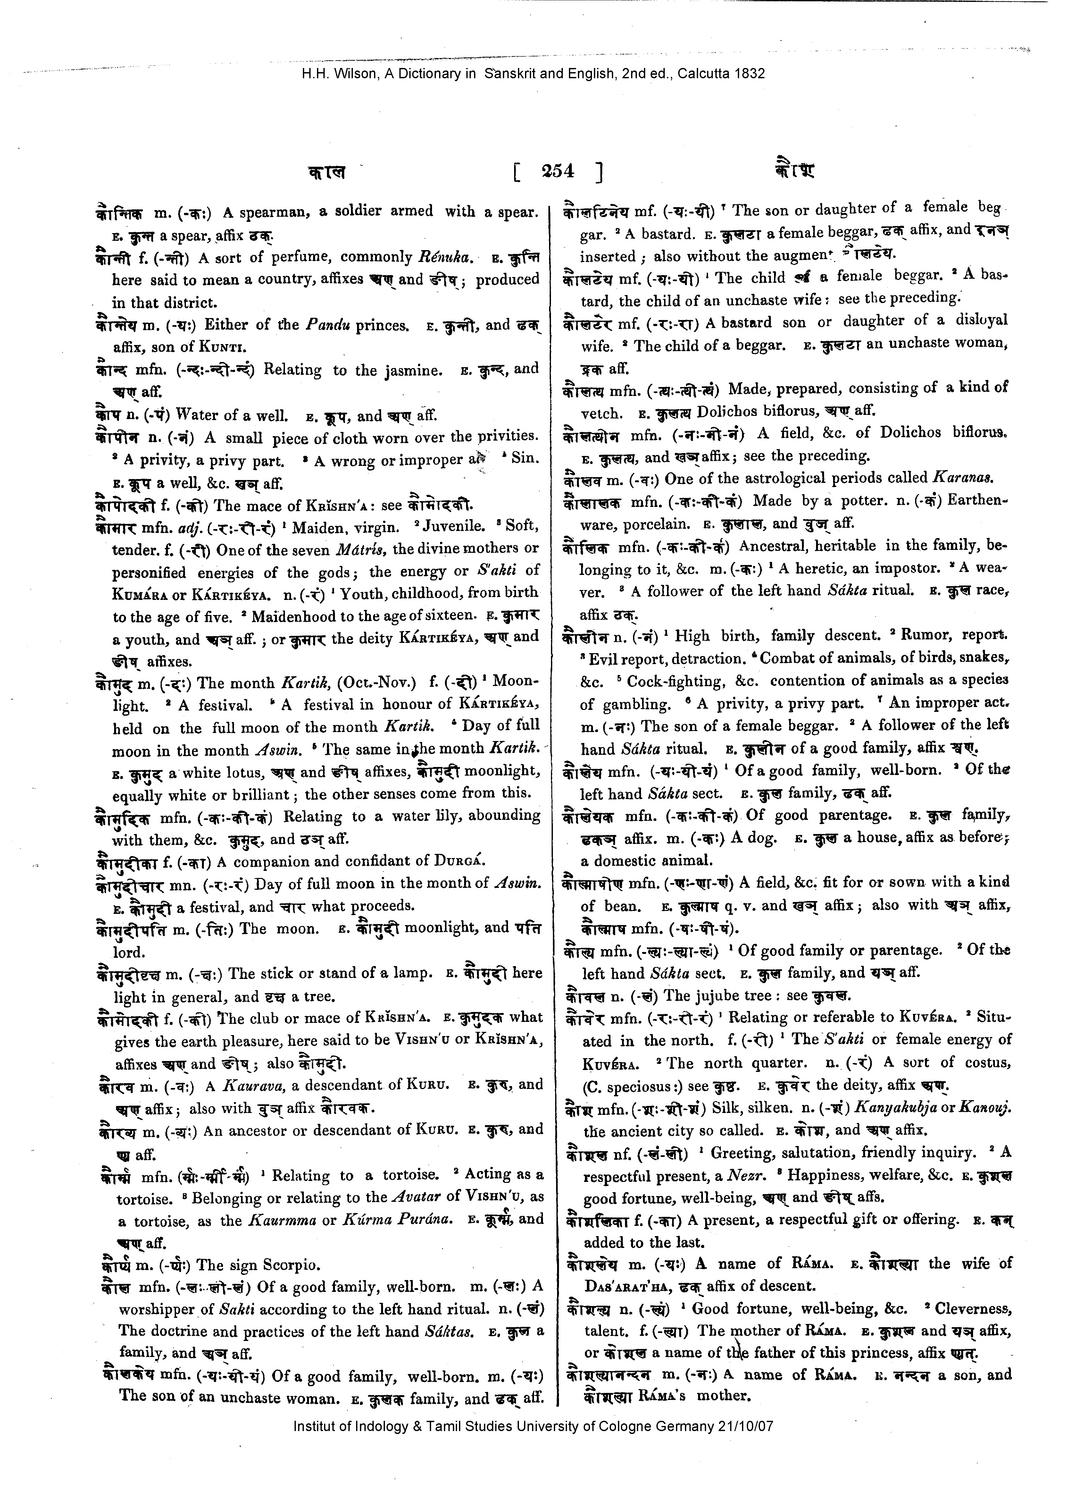 H.H. Wilson, A Dictionary in Sanskrit and English, 2nd ed., Calcutta 1832
काल [ 254 ] कौश
कौन्तिक m. (-कः) A spearman, a soldier armed with a spear.
E. कुन्त a spear, affix ढक्.
कौन्ती f. (-न्ती) A sort of perfume, commonly Rénuka. E. कुन्ति
here said to mean a country, affixes अण् and ङीष्; produced
in that district.
कौन्तेय m. (-यः) Either of the Pandu princes. E. कुन्ती, and ढक्
affix, son of KUNTI.
कौन्द mfn. (-न्दः-न्दी-न्दं) Relating to the jasmine. E. कुन्द, and
अण् aff.
कौप n. (-पं) Water of a well. E. कूप, and अण् aff.
कौपीन n. (-नं) A small piece of cloth worn over the privities.
² A privity, a privy part. ³ A wrong or improper ⁴ Sin.
E. कूप a well, &c. खञ् aff.
कौपोदकी f. (-की) The mace of KRĬSHN'A: see कौमोदकी.
कौमार mfn. adj. (-रः-री-रं) ¹ Maiden, virgin. ² Juvenile. ³ Soft,
tender. f. (-री) One of the seven Mátrís, the divine mothers or
personified energies of the gods; the energy or S'akti of
KUMÁRA or KÁRTIKÉYA. n. (-रं) ¹ Youth, childhood, from birth
to the age of five. ² Maidenhood to the age of sixteen. E. कुमार
a youth, and अञ् aff.; or कुमार the deity KÁRTIKÉYA, अण् and
ङीष् affixes.
कौमुद m. (-दः) The month Kartik, (Oct.-Nov.) f. (-दी) ¹ Moon-
light. ² A festival. ³ A festival in honour of KÁRTIKÉYA,
held on the full moon of the month Kartik. ⁴ Day of full
moon in the month Aswin. ⁵ The same in the month Kartik.
E. कुमुद a white lotus, अण् and ङीष् affixes, कौमुदी moonlight,
equally white or brilliant; the other senses come from this.
कौमुदिक mfn. (-कः-की-कं) Relating to a water lily, abounding
with them, &c. कुमुद, and ठञ् aff.
कौमुदीका f. (-का) A companion and confidant of DURGÁ.
कौमुदीचार mn. (-रः-रं) Day of full moon in the month of Aswin.
E. कौमुदी a festival, and चार what proceeds.
कौमुदीपति m. (-तिः) The moon. E. कौमुदी moonlight, and पति
lord.
कौमुदीवृक्ष m. (-क्षः) The stick or stand of a lamp. E. कौमुदी here
light in general, and वृक्ष a tree.
कौमोदकी f. (-की) The club or mace of KRĬSHN'A. E. कुमुदक what
gives the earth pleasure, here said to be VISHN'U or KRĬSHN'A,
affixes अण् and ङीष्; also कौमुदी.
कौरव m. (-वः) A Kaurava, a descendant of KURU. E. कुरु, and
अण् affix; also with वुञ् affix कौरवक.
कौरव्य m. (-व्यः) An ancestor or descendant of KURU. E. कुरु, and
ण्य aff.
कौर्म्म mfn. (र्म्मः-र्म्मी-र्म्मं) ¹ Relating to a tortoise. ² Acting as a
tortoise. ³ Belonging or relating to the Avatar of VISHN'U, as
a tortoise, as the Kaurmma or Kúrma Purána. E. कूर्म्म, and
अण् aff.
कौर्प्य m. (-र्प्यः) The sign Scorpio.
कौल mfn. (-लः-ली-लं) Of a good family, well-born. m. (-लः) A
worshipper of Sakti according to the left hand ritual. n. (-लं)
The doctrine and practices of the left hand Sáktas. E. कुल a
family, and अञ् aff.
कौलकेय mfn. (-यः-यी-यं) Of a good family, well-born. m. (-यः)
The son of an unchaste woman. E. कुलक family, and ढक् aff.
कौलटिनेय mf. (-यः-यी) ¹ The son or daughter of a female beg
gar. ² A bastard. E. कुलटा a female beggar, ढक् affix, and इनञ्
inserted; also without the augment कौलटेय.
कौलटेय mf. (-यः-यी) ¹ The child of a female beggar. ² A bas-
tard, the child of an unchaste wife: see the preceding.
कौलटेर mf. (-रः-रा) A bastard son or daughter of a disloyal
wife. ² The child of a beggar. E. कुलटा an unchaste woman,
ढ्रक aff.
कौलत्थ mfn. (-त्थः-त्थी-त्थं) Made, prepared, consisting of a kind of
vetch. E. कुलत्थ Dolichos biflorus, अण् aff.
कौलत्थीन mfn. (-नः-नी-नं) A field, &c. of Dolichos biflorus.
E. कुलत्थ, and खञ् affix; see the preceding.
कौलव m. (-वः) One of the astrological periods called Karanas.
कौलालक mfn. (-कः-की-कं) Made by a potter. n. (-कं) Earthen-
ware, porcelain. E. कुलाल, and वुञ् aff.
कौलिक mfn. (-कः-की-कं) Ancestral, heritable in the family, be-
longing to it, &c. m. (-कः) ¹ A heretic, an impostor. ² A wea-
ver. ³ A follower of the left hand Sákta ritual. E. कुल race,
affix ठक्.
कौलीन n. (-नं) ¹ High birth, family descent. ² Rumor, report.
³ Evil report, detraction. ⁴ Combat of animals, of birds, snakes,
&c. ⁵ Cock-fighting, &c. contention of animals as a species
of gambling. ⁶ A privity, a privy part. ⁷ An improper act.
m. (-नः) The son of a female beggar. ² A follower of the left
hand Sákta ritual. E. कुलीन of a good family, affix अण्.
कौलेय mfn. (-यः-यी-यं) ¹ Of a good family, well-born. ² Of the
left hand Sákta sect. E. कुल family, ढक् aff.
कौलेयक mfn. (-कः-की-कं) Of good parentage. E. कुल family,
ढकञ् affix. m. (-कः) A dog. E. कुल a house, affix as before;
a domestic animal.
कौल्माषीण mfn. (-णः-णा-णं) A field, &c. fit for or sown with a kind
of bean. E. कुल्माष q. v. and खञ् affix; also with अञ् affix,
कौल्माष mfn. (-षः-षी-षं).
कौल्य mfn. (-ल्यः-ल्या-ल्यं) ¹ Of good family or parentage. ² Of the
left hand Sákta sect. E. कुल family, and यञ् aff.
कौवल n. (-लं) The jujube tree: see कुवल.
कौवेर mfn. (-रः-री-रं) ¹ Relating or referable to KUVÉRA. ² Situ-
ated in the north. f. (-री) ¹ The S'akti or female energy of
KUVÉRA. ² The north quarter. n. (-रं) A sort of costus,
(C. speciosus:) see कुष्ठ. E. कुवेर the deity, affix अण्.
कौश mfn. (-शः-शी-शं) Silk, silken. n. (-शं) Kanyakubja or Kanouj.
the ancient city so called. E. कोश, and अण् affix.
कौशल nf. (-लं-ली) ¹ Greeting, salutation, friendly inquiry. ² A
respectful present, a Nezr. ³ Happiness, welfare, &c. E. कुशल
good fortune, well-being, अण् and ङीष् affs.
कौशलिका f. (-का) A present, a respectful gift or offering. E. कन्
added to the last.
कौशलेय m. (-यः) A name of RÁMA. E. कौशल्या the wife of
DAS'ARAT'HA, ढक् affix of descent.
कौशल्य n. (-ल्यं) ¹ Good fortune, well-being, &c. ² Cleverness,
talent. f. (-ल्या) The mother of RÁMA. E. कुशल and यञ् affix,
or कोशल a name of the father of this princess, affix ष्यञ्.
कौशल्यानन्दन m. (-नः) A name of RÁMA. E. नन्दन a son, and
कौशल्या RÁMA's mother.
Institut of Indology & Tamil Studies University of Cologne Germany 21/10/07